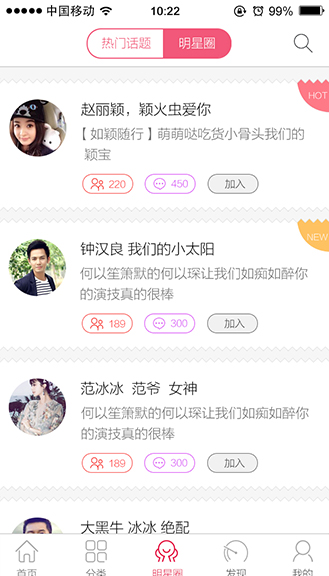 中国移动 10:22 99%
热门话题 明星圈
HOT
赵丽颖，颖火虫爱你
【如颖随行】萌萌哒吃货小骨头我们的
颖宝
220 450 加入
NEW
钟汉良 我们的小太阳
何以笙箫默的何以琛让我们如痴如醉你
的演技真的很棒
189 300 加入
范冰冰 范爷 女神
何以笙箫默的何以琛让我们如痴如醉你
的演技真的很棒
189 300 加入
大黑牛 冰冰 绝配
首页 分类 明星圈 发现 我的